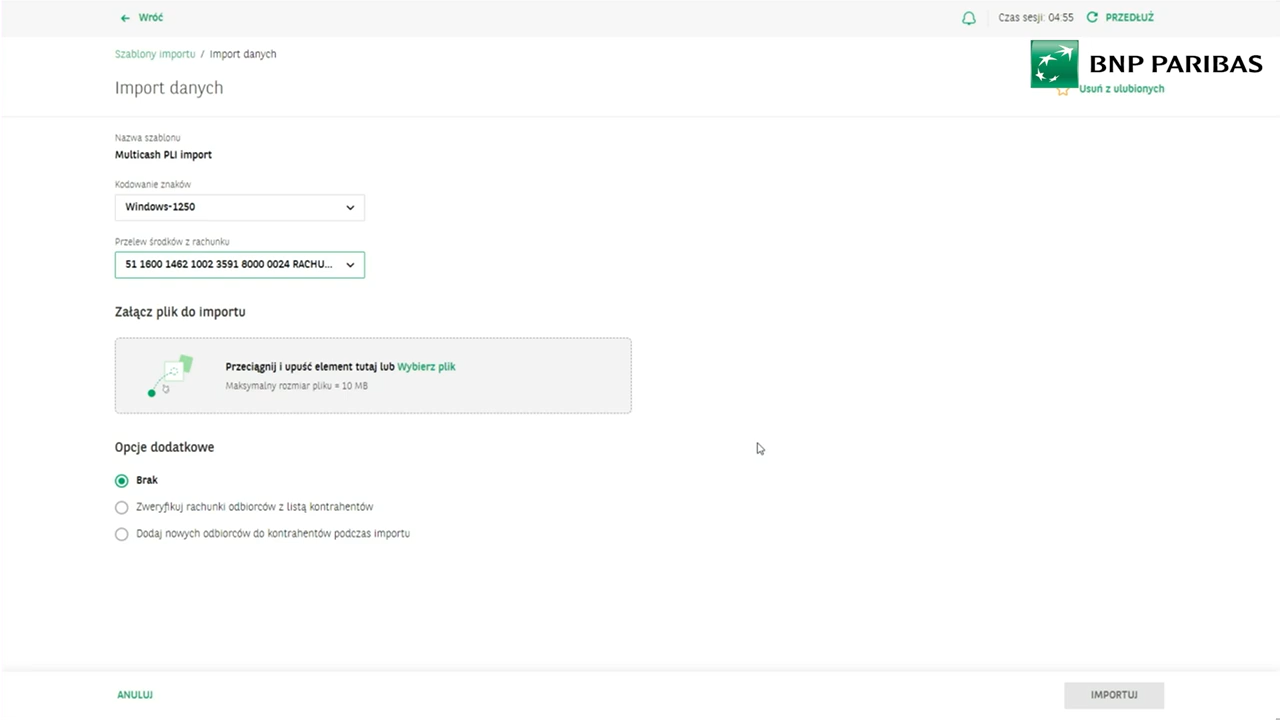 Wróć
Czas sesji: 04:55 PRZEDŁUŻ
Szablony importu / Import danych
BNP PARIBAS
Import danych
Usuń z ulubionych
Nazwa szablonu
Multicash PLI import
Kodowanie znaków
Windows-1250
Przelew środków z rachunku
51 1600 1462 1002 3591 8000 0024 RACHU...
Załącz plik do importu
Przeciągnij i upuść element tutaj lub Wybierz plik
Maksymalny rozmiar pliku = 10 MB
Opcje dodatkowe
Brak
Zweryfikuj rachunki odbiorców z listą kontrahentów
Dodaj nowych odbiorców do kontrahentów podczas importu
ANULUJ
IMPORTUJ